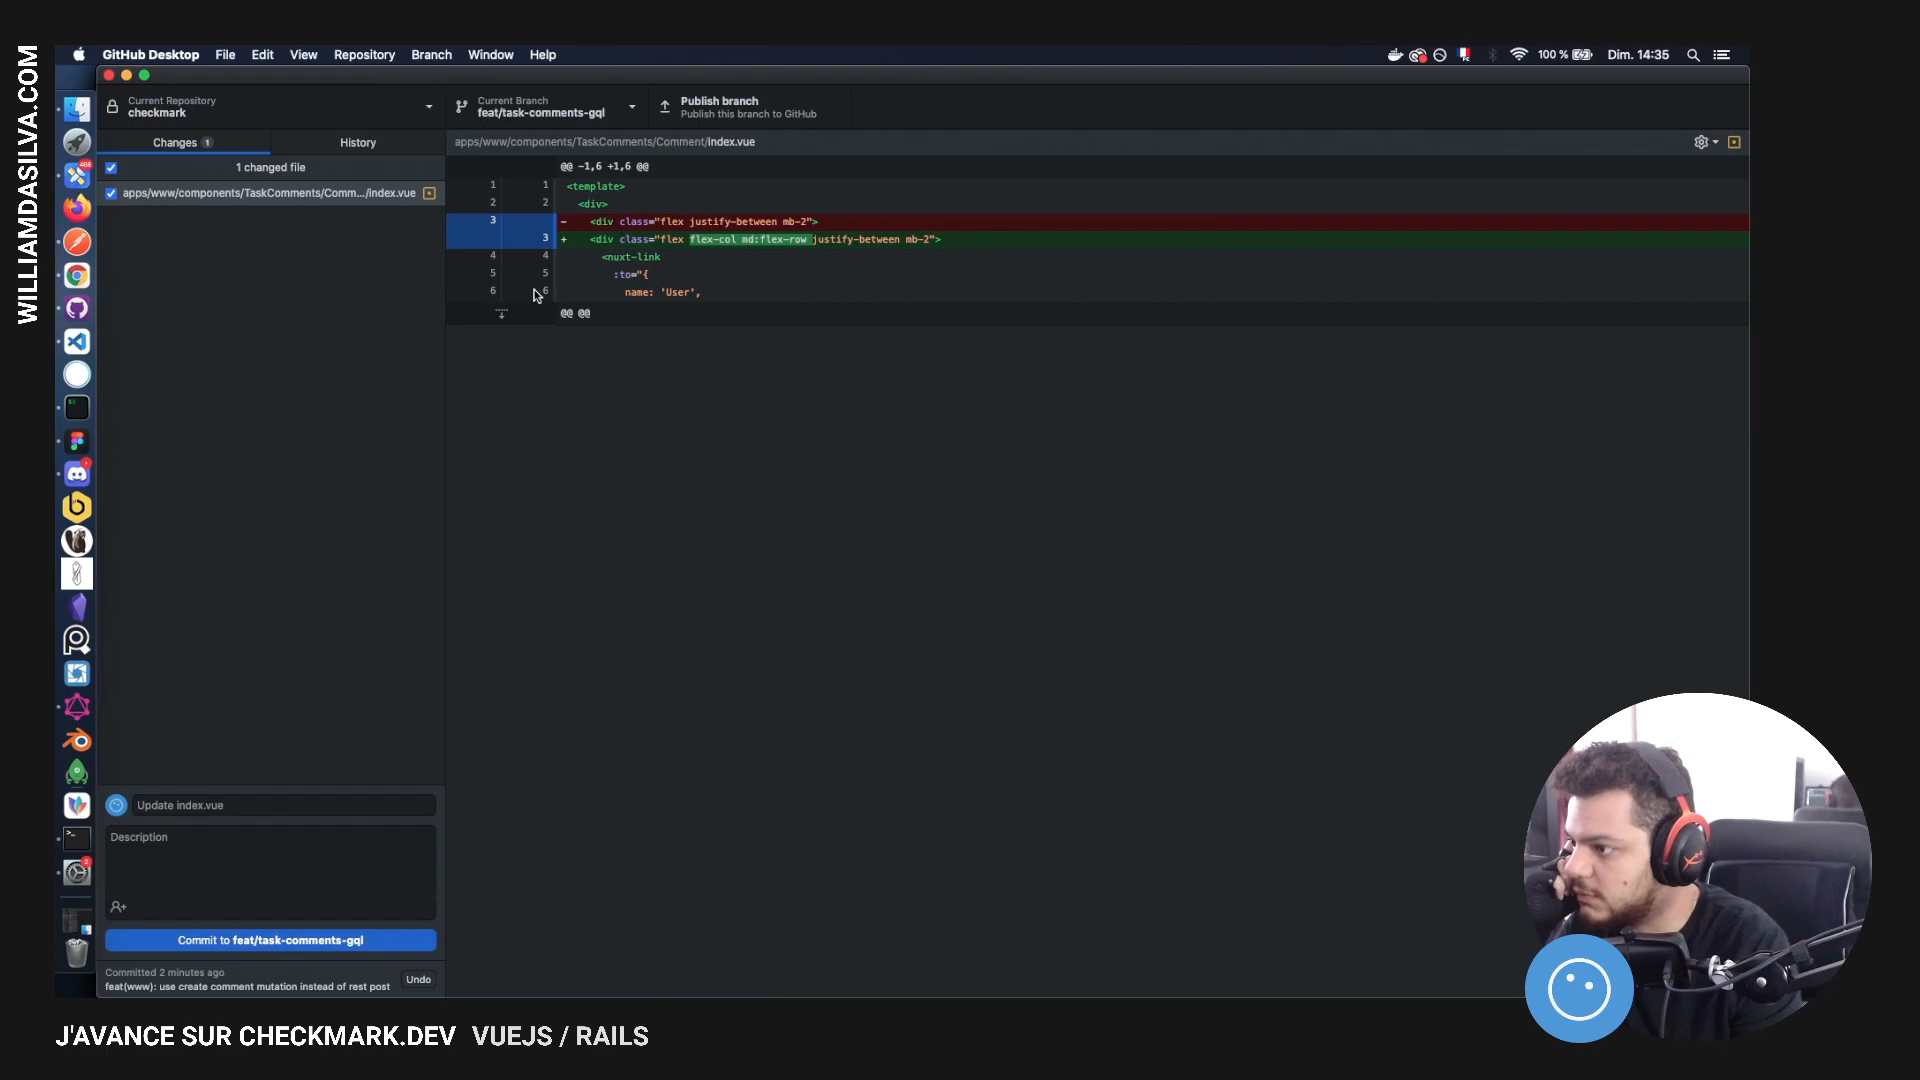 WILLIAMDASILVA.COM
GitHub Desktop File Edit View Repository Branch Window Help
100 % Dim. 14:35
Current Repository
checkmark
Current Branch
feat/task-comments-gql
Publish branch
Publish this branch to GitHub
Changes 1 History
apps/www/components/TaskComments/Comment/index.vue
1 changed file
apps/www/components/TaskComments/Comm.../index.vue
@@ -1,6 +1,6 @@
1 1 <template>
2 2 <div>
3 - <div class="flex justify-between mb-2">
3 + <div class="flex flex-col md:flex-row justify-between mb-2">
4 4 <nuxt-link
5 5 :to="{
6 6 name: 'User',
@@ @@
468
2
Update index.vue
Description
Commit to feat/task-comments-gql
Committed 2 minutes ago
feat(www): use create comment mutation instead of rest post
Undo
J'AVANCE SUR CHECKMARK.DEV VUEJS / RAILS